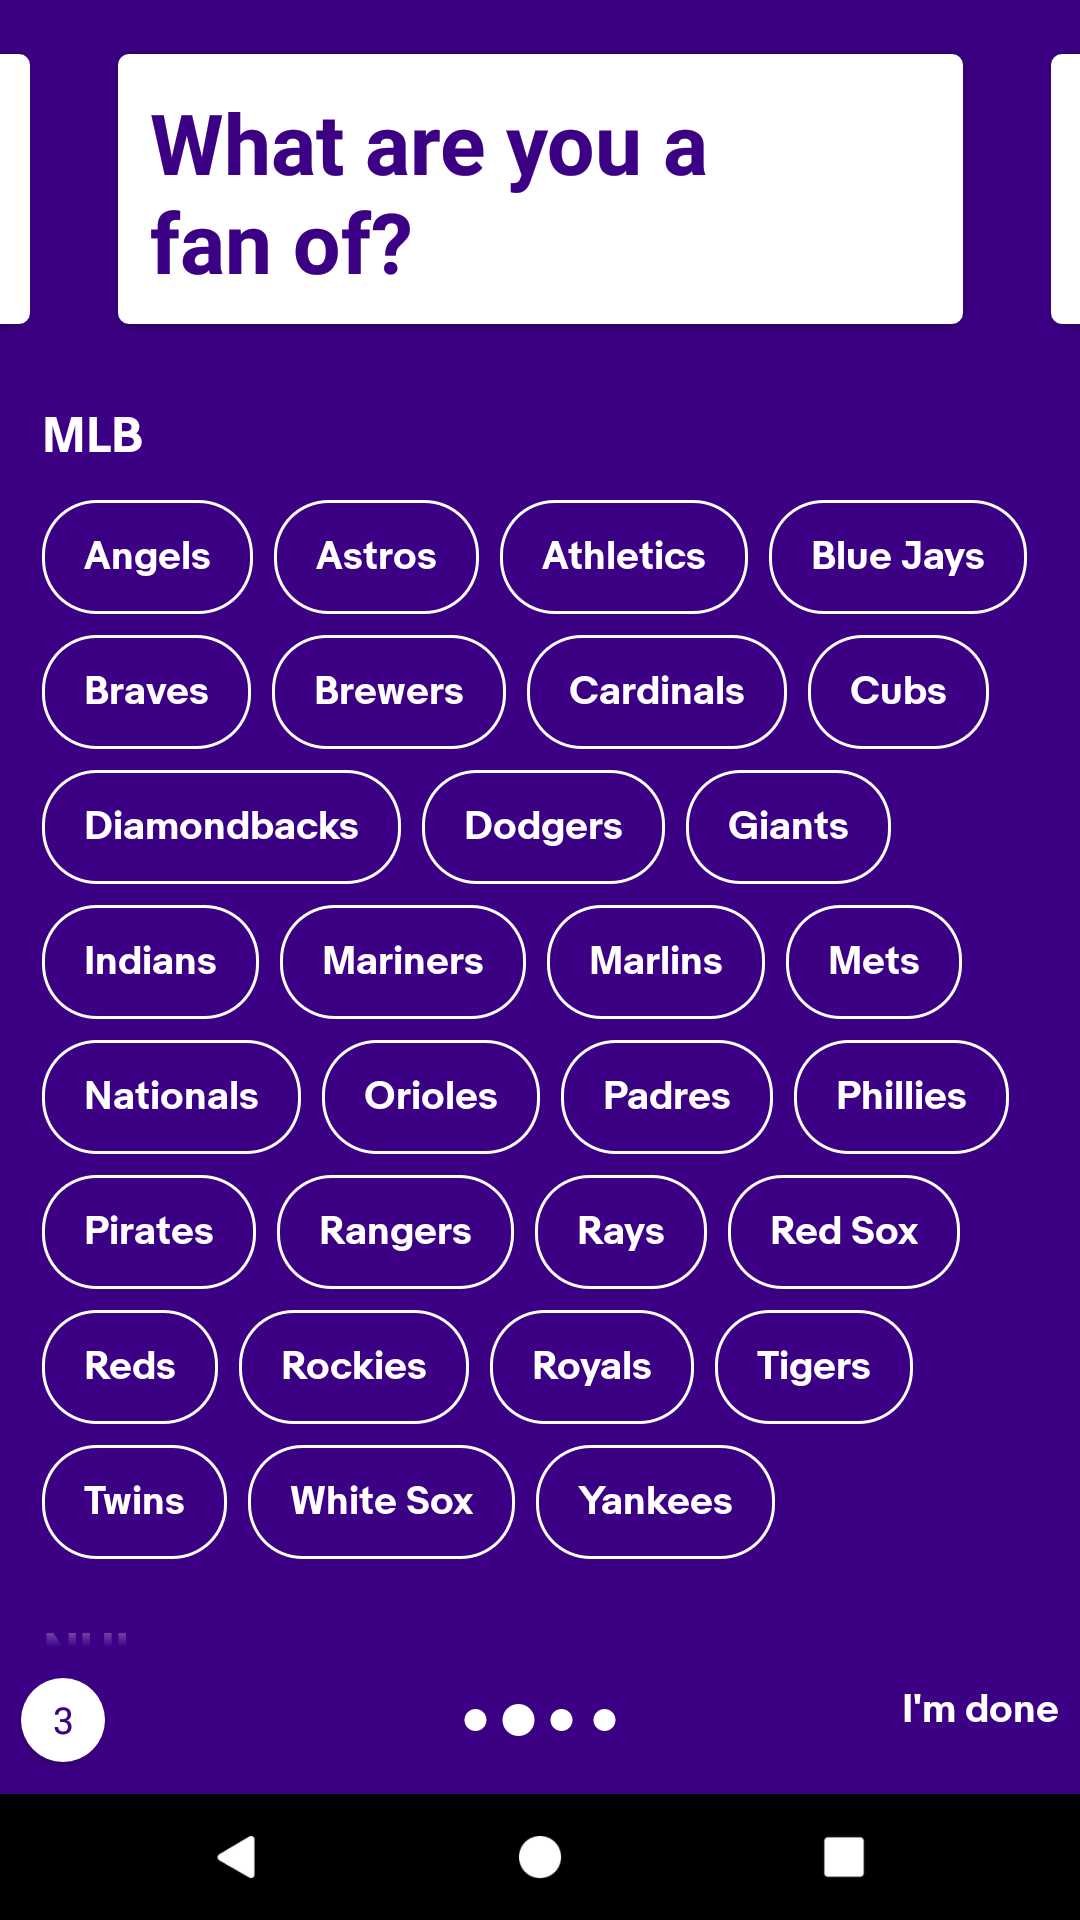 What are you a
fan of?
MLB
Angels Astros Athletics Blue Jays
Braves Brewers Cardinals Cubs
Diamondbacks Dodgers Giants
Indians Mariners Marlins Mets
Nationals Orioles Padres Phillies
Pirates Rangers Rays Red Sox
Reds Rockies Royals Tigers
Twins White Sox Yankees
3 I'm done